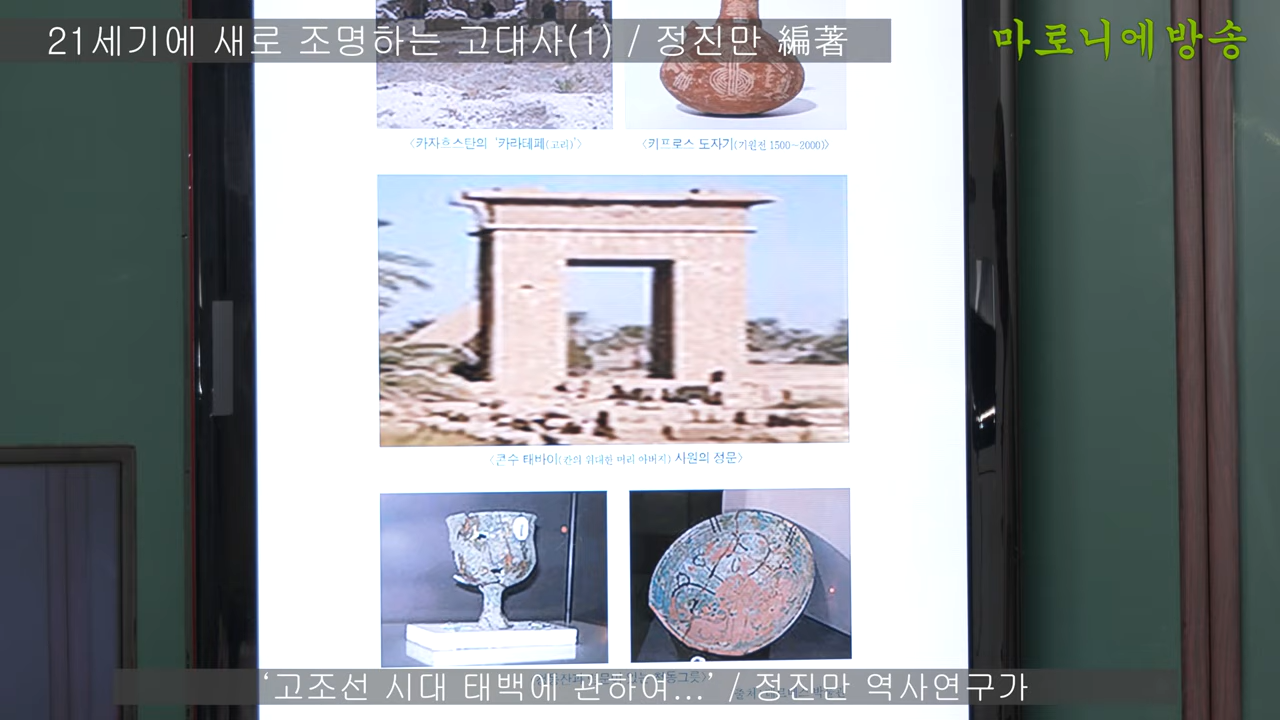 21세기에 새로 조명하는 고대사(1) / 정진만 編著
마로니에방송
〈카자흐스탄의 '카라테페(고리)'〉
〈키프로스 도자기(기원전 1500~2000)〉
〈콘수 태바이(칸의 위대한 머리 아버지) 사원의 성문〉
'고조선 시대 태백에 관하여...' / 정진만 역사연구가